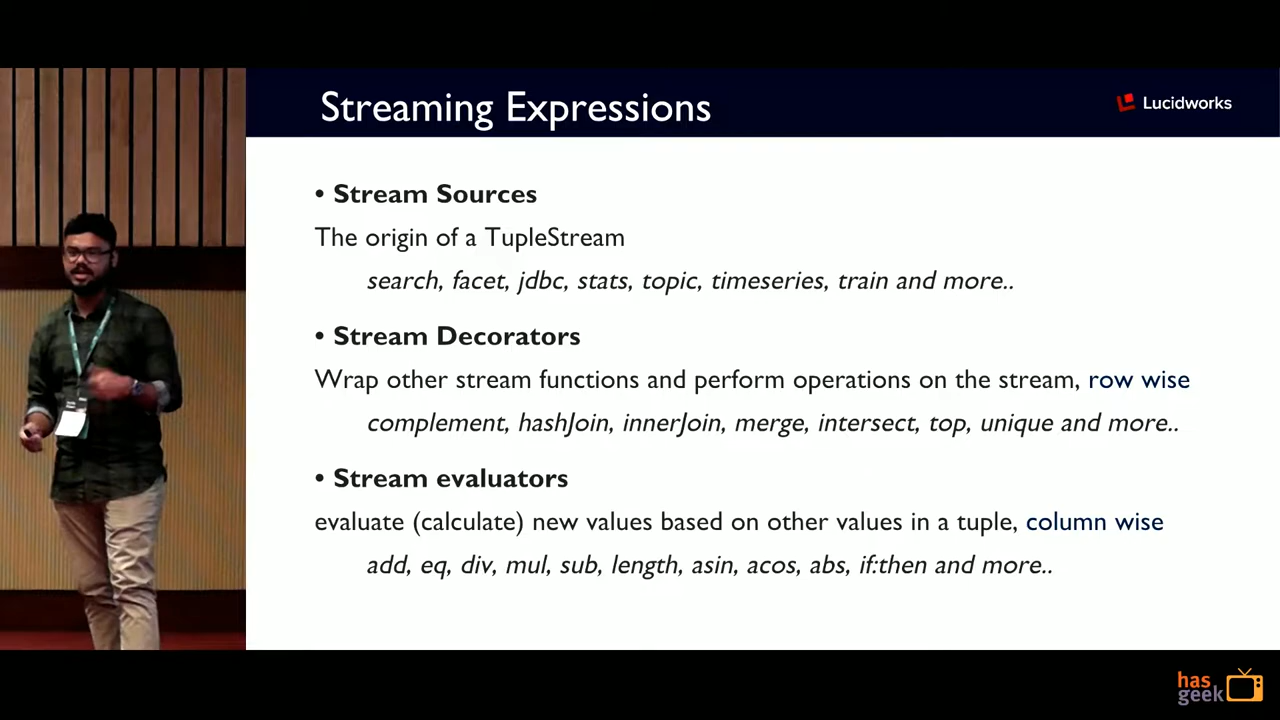 Streaming Expressions
Lucidworks
• Stream Sources
The origin of a TupleStream
search, facet, jdbc, stats, topic, timeseries, train and more..
• Stream Decorators
Wrap other stream functions and perform operations on the stream, row wise
complement, hashJoin, innerJoin, merge, intersect, top, unique and more..
• Stream evaluators
evaluate (calculate) new values based on other values in a tuple, column wise
add, eq, div, mul, sub, length, asin, acos, abs, if:then and more..
has
geek